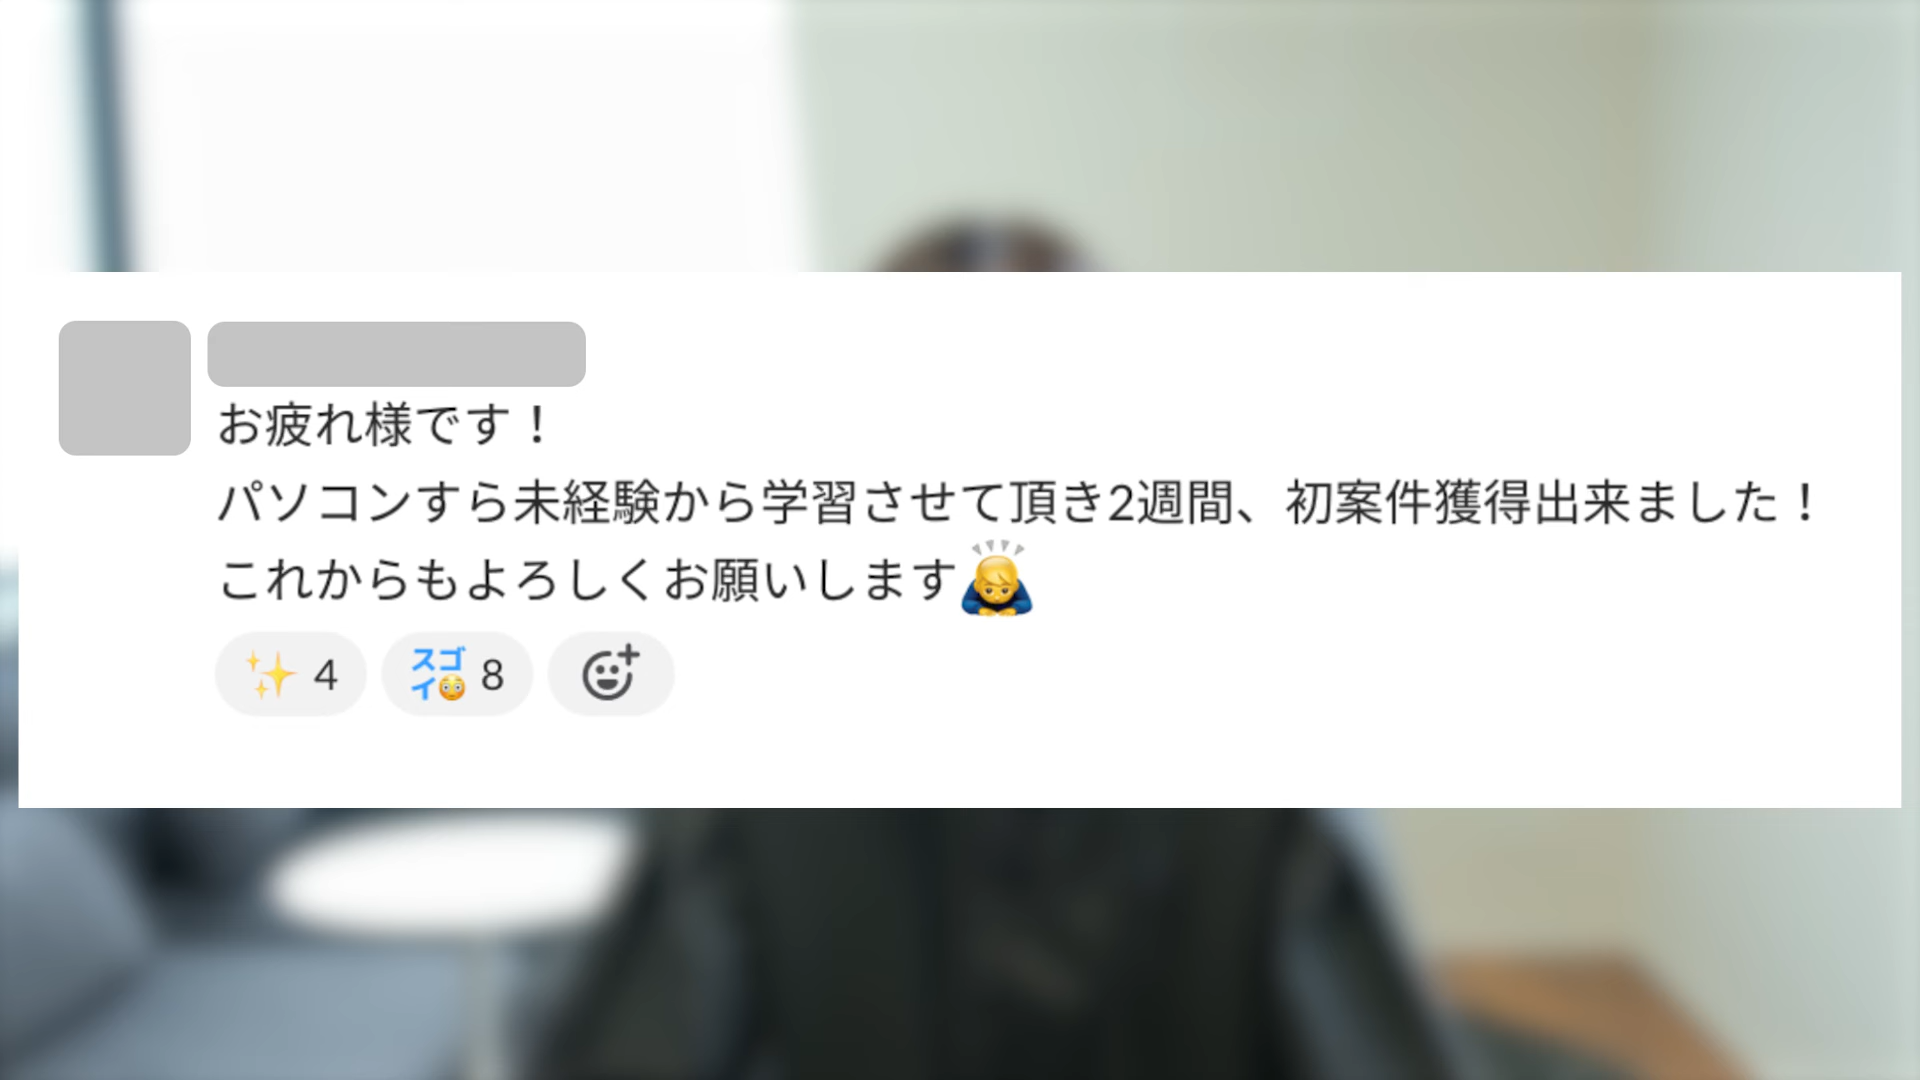 お疲れ様です！
パソコンすら未経験から学習させて頂き2週間、初案件獲得出来ました！
これからもよろしくお願いします🙇
✨ 4 スゴイ😳 8